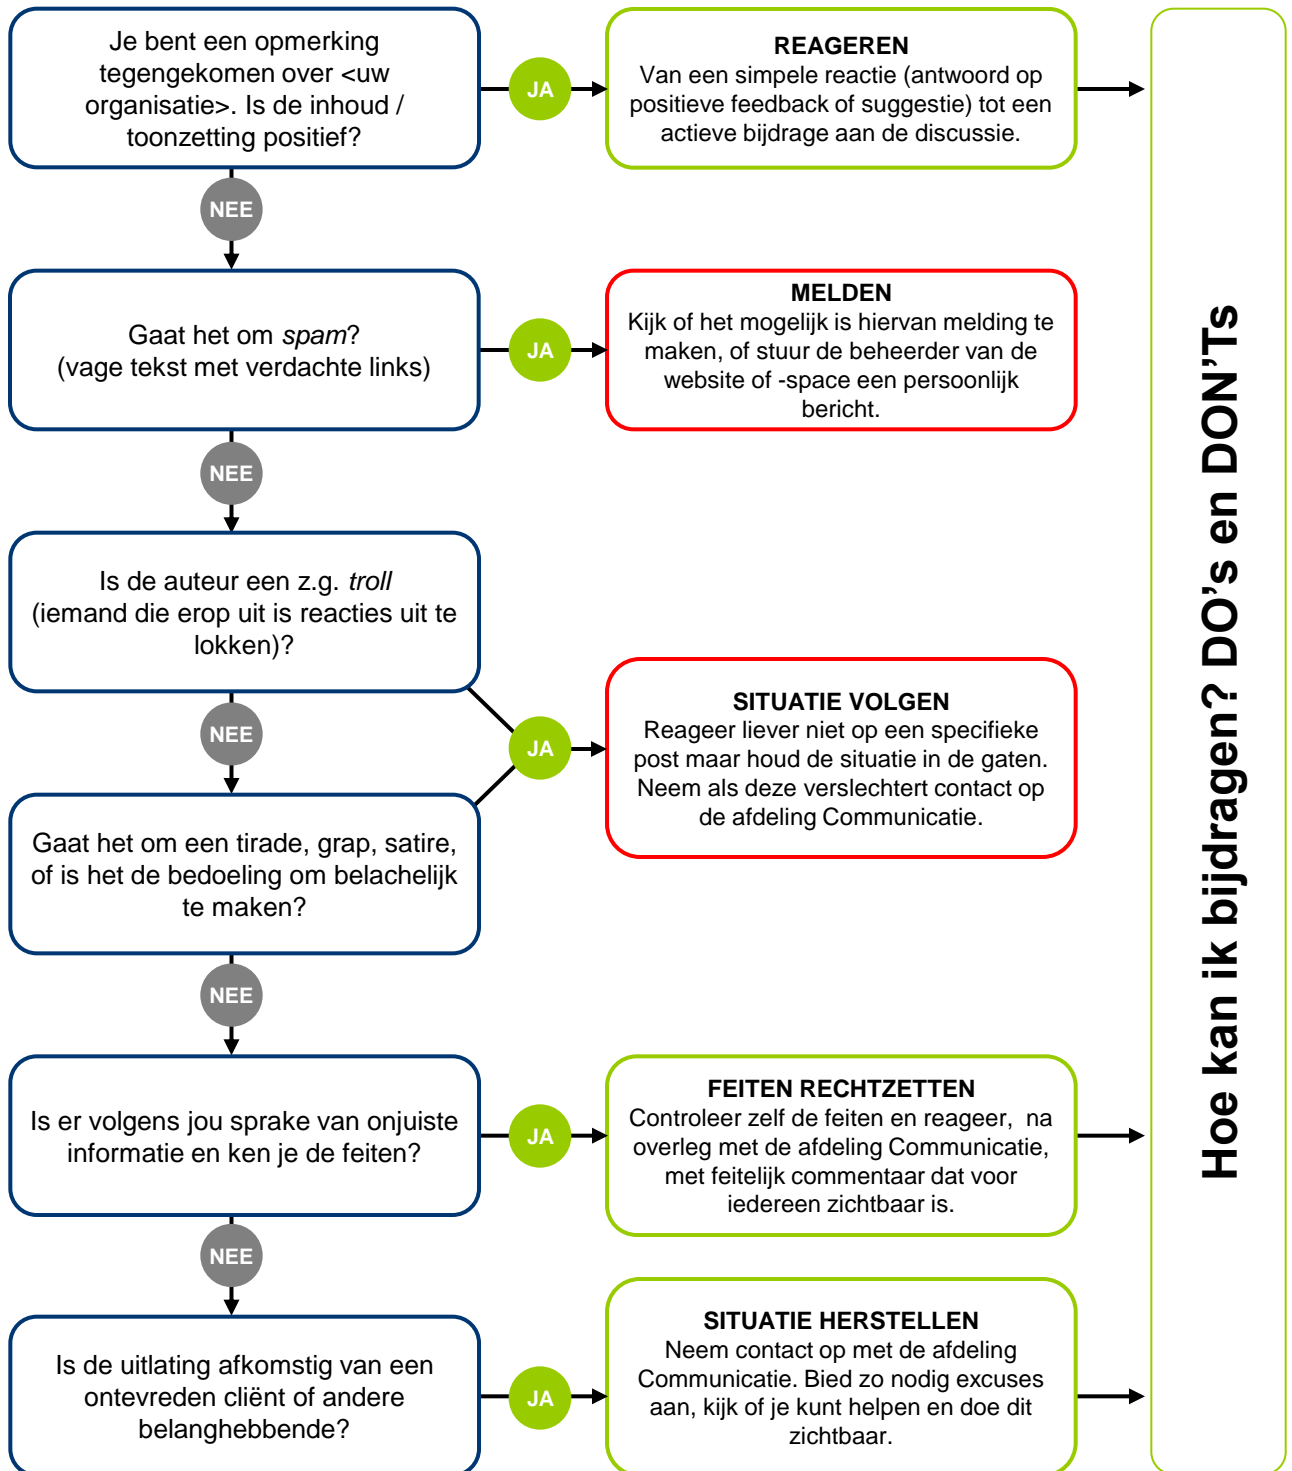 Je bent een opmerking
tegengekomen over <uw
organisatie>. Is de inhoud /
toonzetting positief?
JA
REAGEREN
Van een simpele reactie (antwoord op
positieve feedback of suggestie) tot een
actieve bijdrage aan de discussie.
NEE
Gaat het om spam?
(vage tekst met verdachte links)
JA
MELDEN
Kijk of het mogelijk is hiervan melding te
maken, of stuur de beheerder van de
website of -space een persoonlijk
bericht.
NEE
Is de auteur een z.g. troll
(iemand die erop uit is reacties uit te
lokken)?
NEE
JA
SITUATIE VOLGEN
Reageer liever niet op een specifieke
post maar houd de situatie in de gaten.
Neem als deze verslechtert contact op
de afdeling Communicatie.
Gaat het om een tirade, grap, satire,
of is het de bedoeling om belachelijk
te maken?
NEE
Is er volgens jou sprake van onjuiste
informatie en ken je de feiten?
JA
FEITEN RECHTZETTEN
Controleer zelf de feiten en reageer, na
overleg met de afdeling Communicatie,
met feitelijk commentaar dat voor
iedereen zichtbaar is.
NEE
Is de uitlating afkomstig van een
ontevreden cliënt of andere
belanghebbende?
JA
SITUATIE HERSTELLEN
Neem contact op met de afdeling
Communicatie. Bied zo nodig excuses
aan, kijk of je kunt helpen en doe dit
zichtbaar.
Hoe kan ik bijdragen? DO’s en DON’Ts